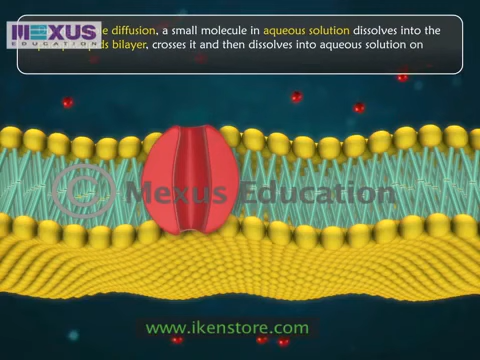 MEXUS
EDUCATION
diffusion, a small molecule in aqueous solution dissolves into the
bilayer, crosses it and then dissolves into aqueous solution on
© Mexus Education
www.ikenstore.com